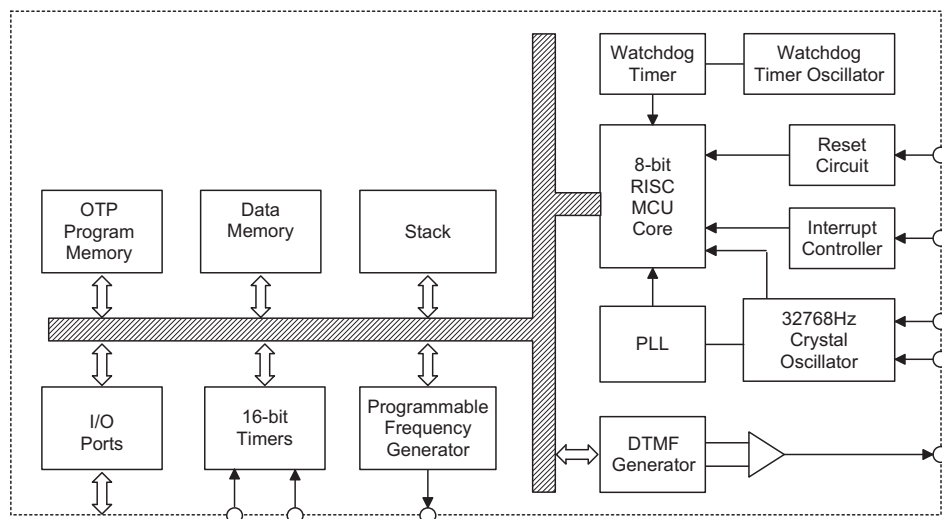 Watchdog
Timer
Watchdog
Timer Oscillator
8-bit
RISC
MCU
Core
Reset
Circuit
Interrupt
Controller
OTP
Program
Memory
Data
Memory
Stack
PLL
32768Hz
Crystal
Oscillator
I/O
Ports
16-bit
Timers
Programmable
Frequency
Generator
DTMF
Generator